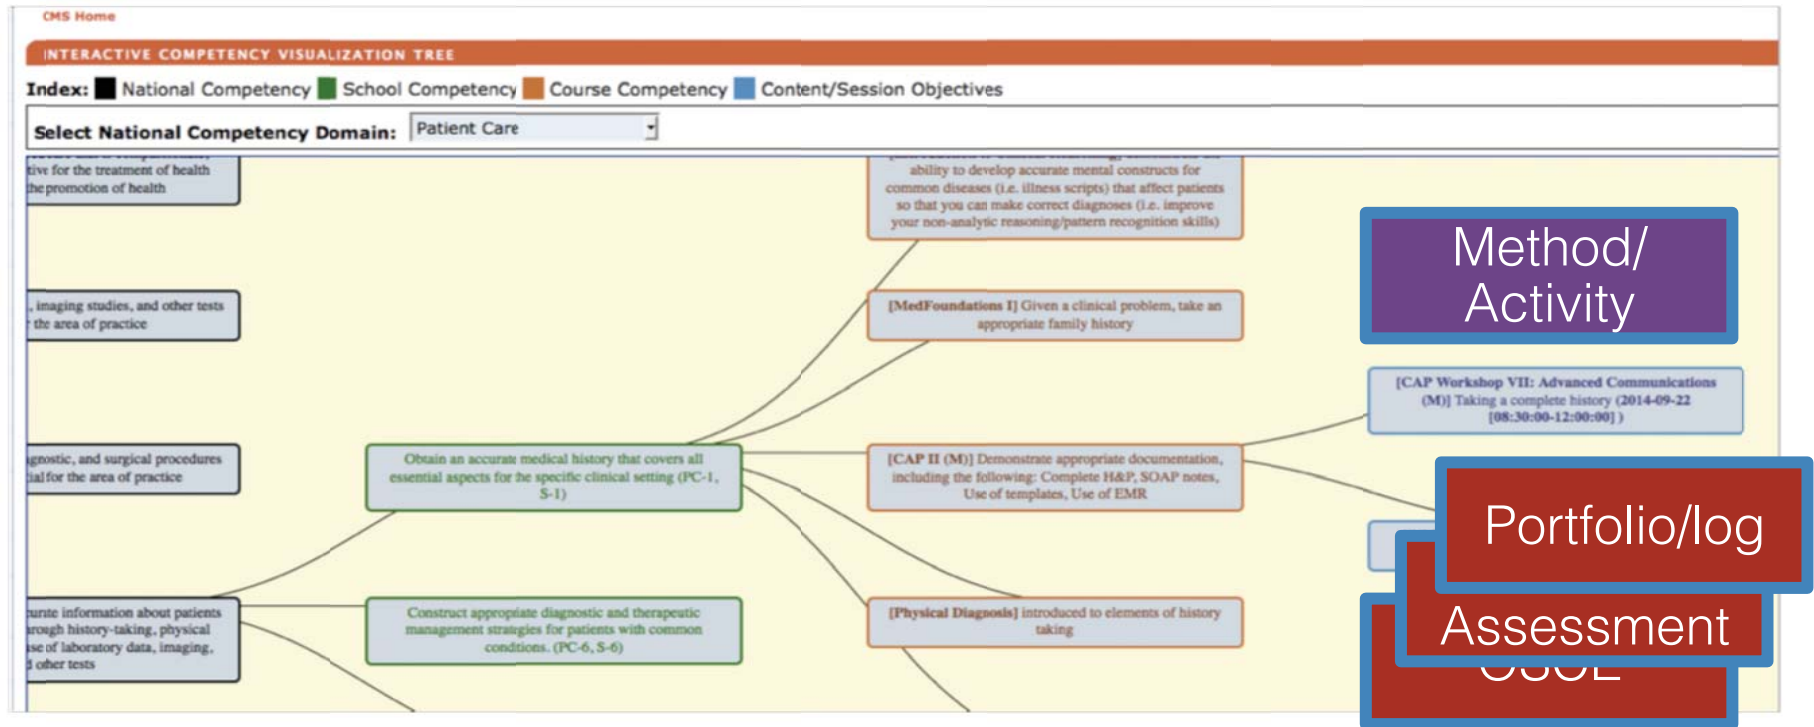 CMS Home
INTERACTIVE COMPETENCY VISUALIZATION TREE
Index: National Competency School Competency Course Competency Content/Session Objectives
Select National Competency Domain: Patient Care
tive for the treatment of health
the promotion of health
ability to develop accurate mental constructs for
common diseases (i.e. illness scripts) that affect patients
so that you can make correct diagnoses (i.e. improve
your non-analytic reasoning/pattern recognition skills)
Method/
Activity
, imaging studies, and other tests
the area of practice
[MedFoundations I] Given a clinical problem, take an
appropriate family history
[CAP Workshop VII: Advanced Communications
(M)] Taking a complete history (2014-09-22
[08:30:00-12:00:00] )
gnostic, and surgical procedures
tial for the area of practice
Obtain an accurate medical history that covers all
essential aspects for the specific clinical setting (PC-1,
S-1)
[CAP II (M)] Demonstrate appropriate documentation,
including the following: Complete H&P, SOAP notes,
Use of templates, Use of EMR
Portfolio/log
Assessment
curate information about patients
rough history-taking, physical
use of laboratory data, imaging,
d other tests
Construct appropriate diagnostic and therapeutic
management strategies for patients with common
condtions. (PC-6, S-6)
[Physical Diagnosis] introduced to elements of history
taking